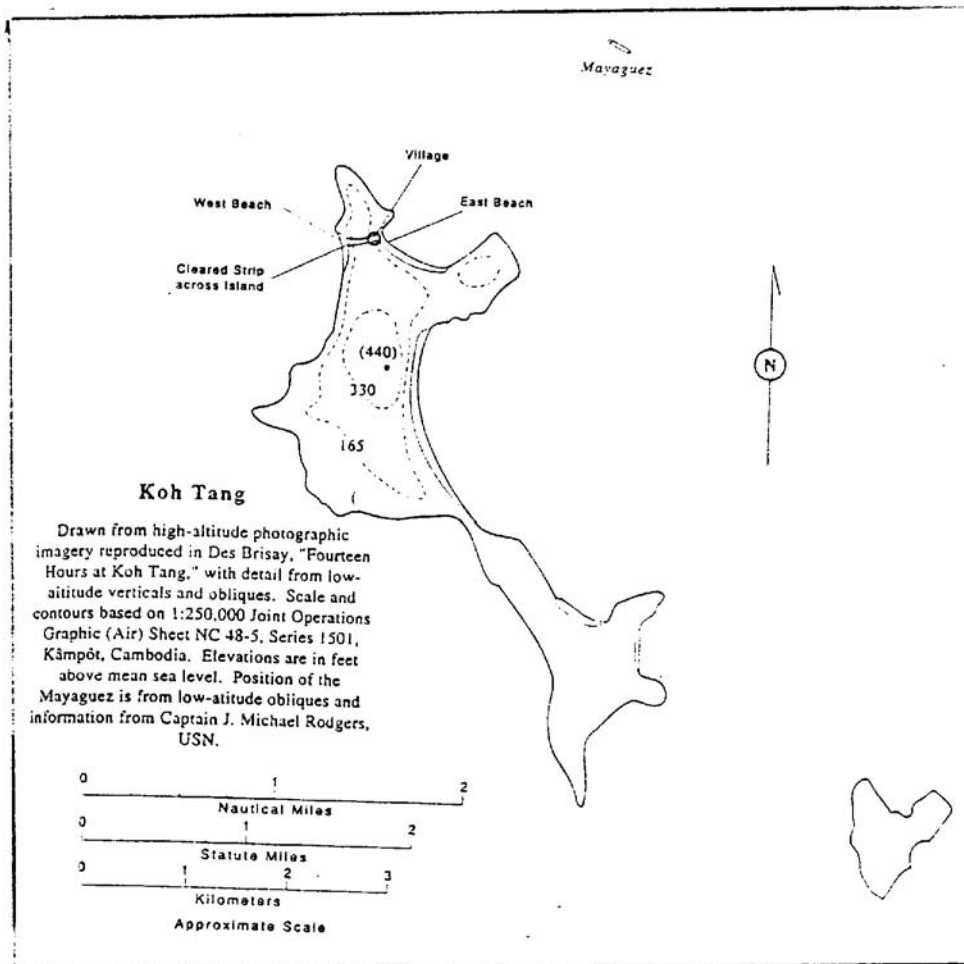 Mayaguez
Village
West Beach
East Beach
Cleared Strip
across Island
(440)
330
165
N
Koh Tang
Drawn from high-altitude photographic
imagery reproduced in Des Brisay, "Fourteen
Hours at Koh Tang," with detail from low-
altitude verticals and obliques. Scale and
contours based on 1:250,000 Joint Operations
Graphic (Air) Sheet NC 48-5, Series 1501,
Kâmpôt, Cambodia. Elevations are in feet
above mean sea level. Position of the
Mayaguez is from low-atitude obliques and
information from Captain J. Michael Rodgers,
USN.
0 1 2
Nautical Miles
0 1 2
Statute Miles
0 1 2 3
Kilometers
Approximate Scale